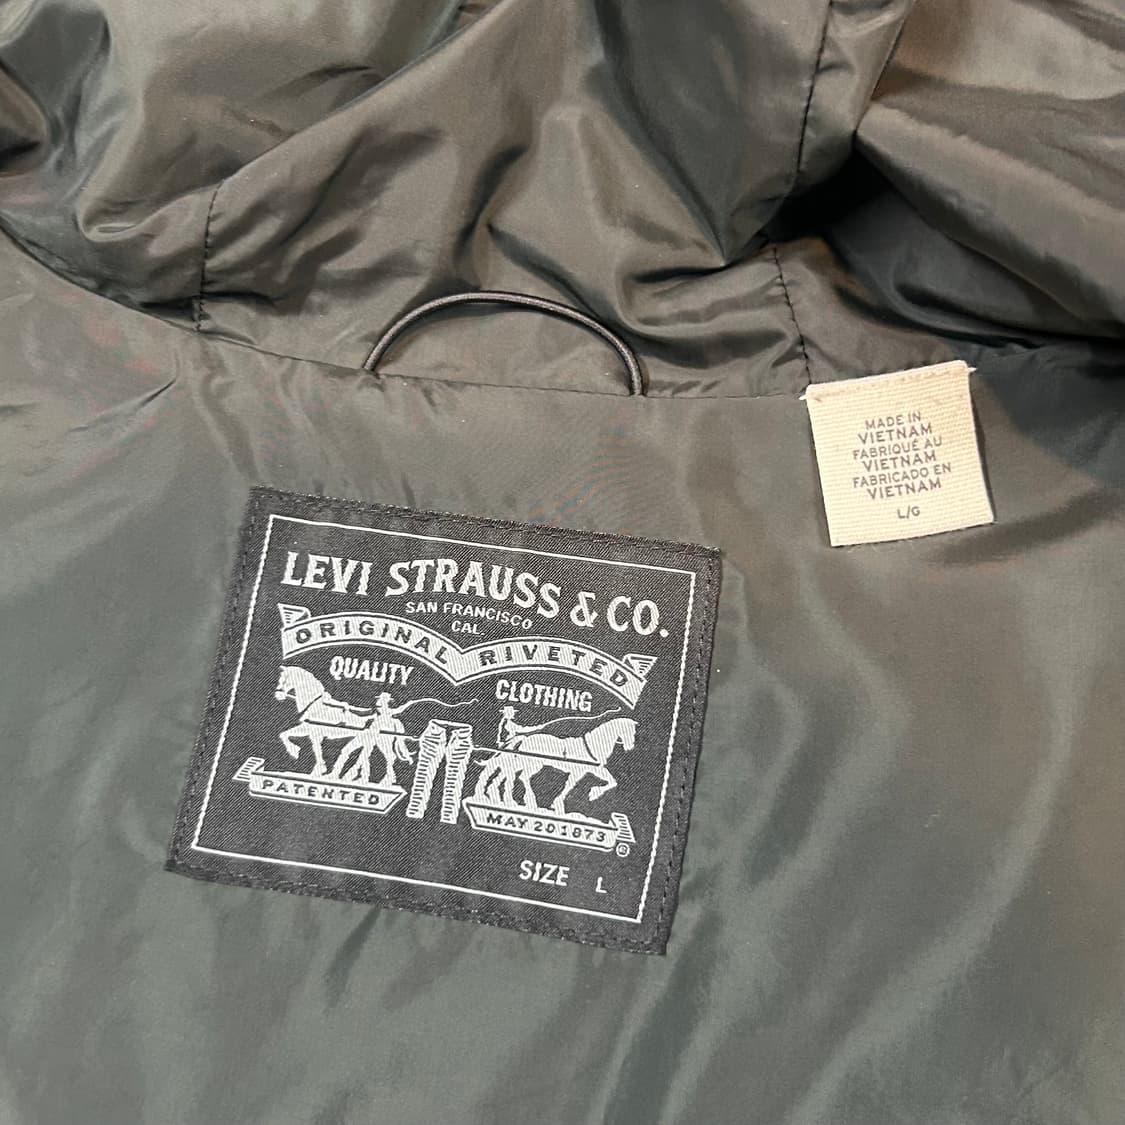 LEVI STRAUSS & CO.
SAN FRANCISCO
CAL.
ORIGINAL RIVETED
QUALITY CLOTHING
PATENTED
MAY 20 1873
®
SIZE L
MADE IN
VIETNAM
FABRIQUÉ AU
VIETNAM
FABRICADO EN
VIETNAM
L/G